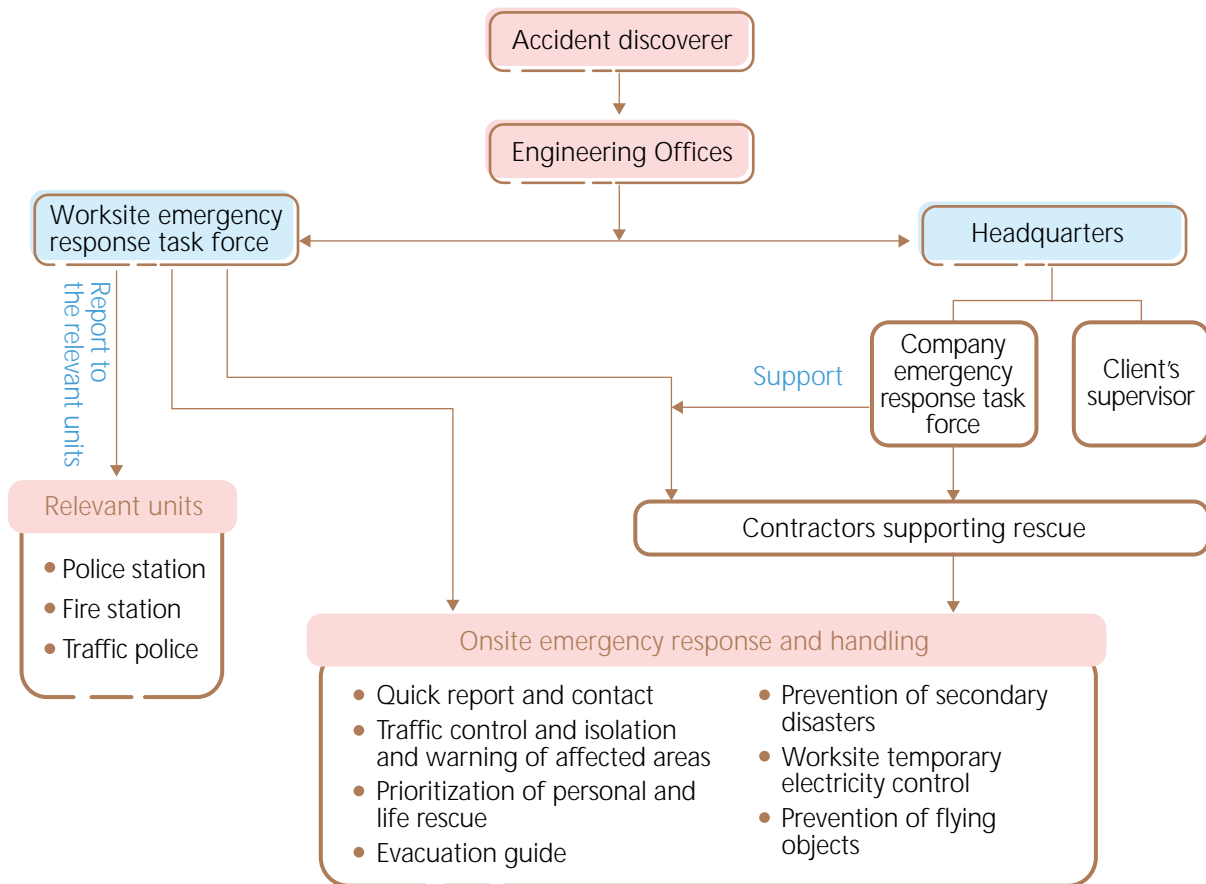 Accident discoverer
Engineering Offices
Worksite emergency
response task force
Headquarters
Report to
the relevant units
Support
Company
emergency
response task
force
Client's
supervisor
Relevant units
• Police station
• Fire station
• Traffic police
Contractors supporting rescue
Onsite emergency response and handling
• Quick report and contact
• Traffic control and isolation
and warning of affected areas
• Prioritization of personal and
life rescue
• Evacuation guide
• Prevention of secondary
disasters
• Worksite temporary
electricity control
• Prevention of flying
objects